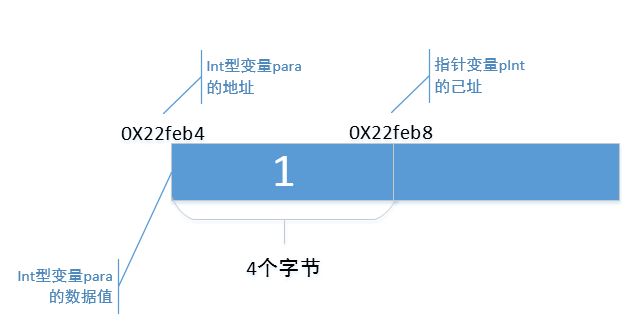 Int型变量para
的地址
指针变量pInt
的己址
0X22feb4
0X22feb8
1
4个字节
Int型变量para
的数据值